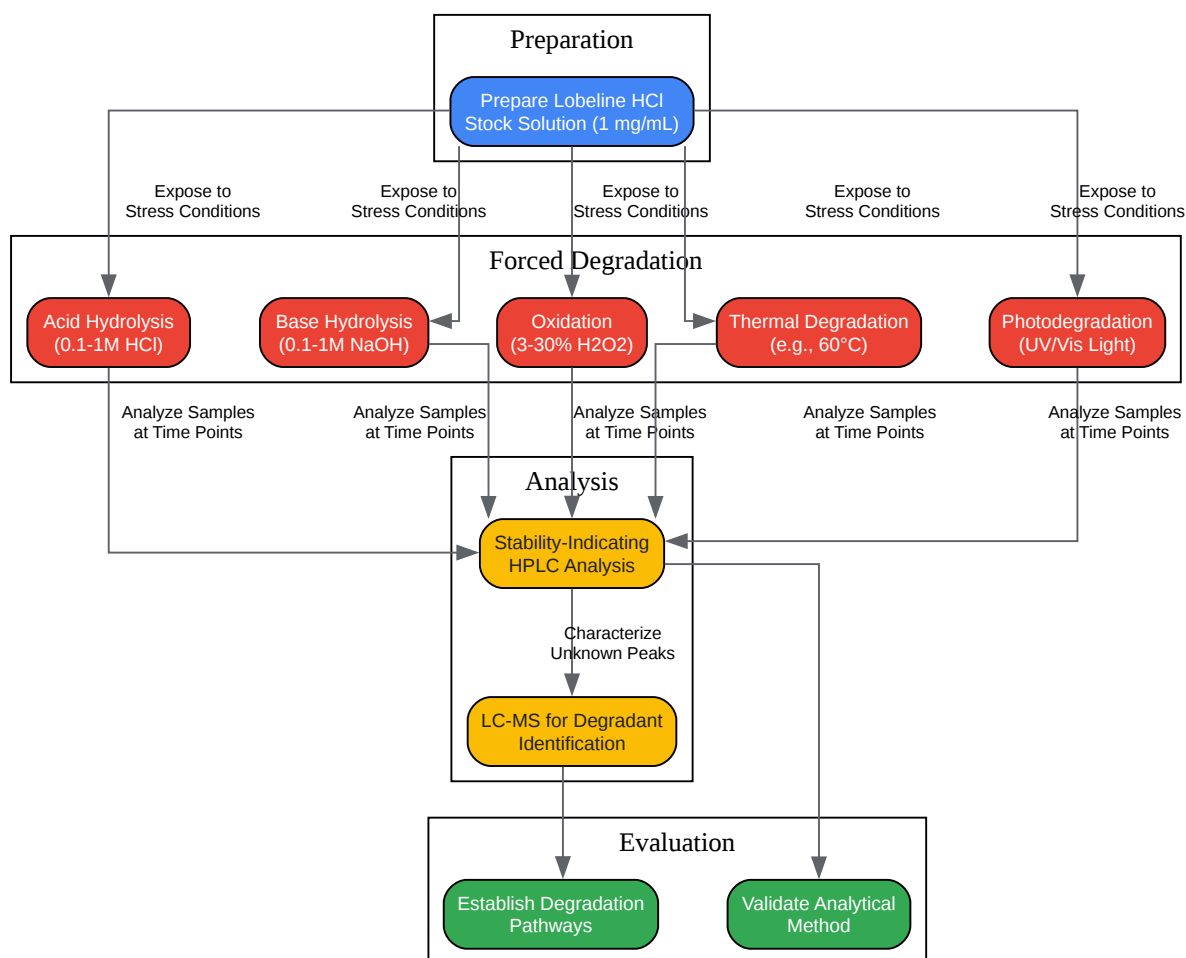 Preparation
Prepare Lobeline HCl
Stock Solution (1 mg/mL)
Expose to
Stress Conditions
Expose to
Stress Conditions
Expose to
Stress Conditions
Expose to
Stress Conditions
Expose to
Stress Conditions
Forced Degradation
Acid Hydrolysis
(0.1-1M HCl)
Base Hydrolysis
(0.1-1M NaOH)
Oxidation
(3-30% H2O2)
Thermal Degradation
(e.g., 60°C)
Photodegradation
(UV/Vis Light)
Analyze Samples
at Time Points
Analyze Samples
at Time Points
Analyze Samples
at Time Points
Analyze Samples
at Time Points
Analyze Samples
at Time Points
Analysis
Stability-Indicating
HPLC Analysis
Characterize
Unknown Peaks
LC-MS for Degradant
Identification
Evaluation
Establish Degradation
Pathways
Validate Analytical
Method